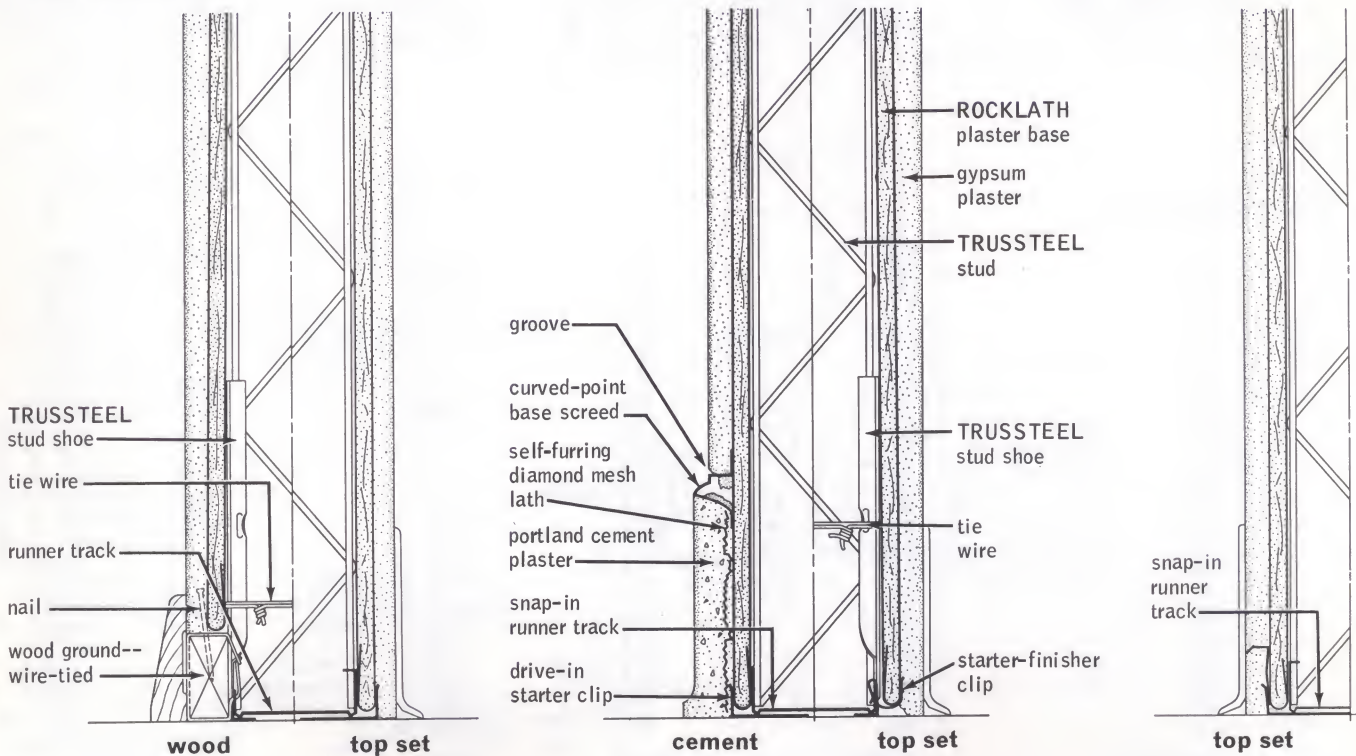 TRUSSTEEL
stud shoe
tie wire
runner track
nail
wood ground--
wire-tied
wood
top set
groove
curved-point
base screed
self-furring
diamond mesh
lath
portland cement
plaster
snap-in
runner track
drive-in
starter clip
ROCKLATH
plaster base
gypsum
plaster
TRUSSTEEL
stud
TRUSSTEEL
stud shoe
tie
wire
starter-finisher
clip
cement
top set
snap-in
runner
track
top set